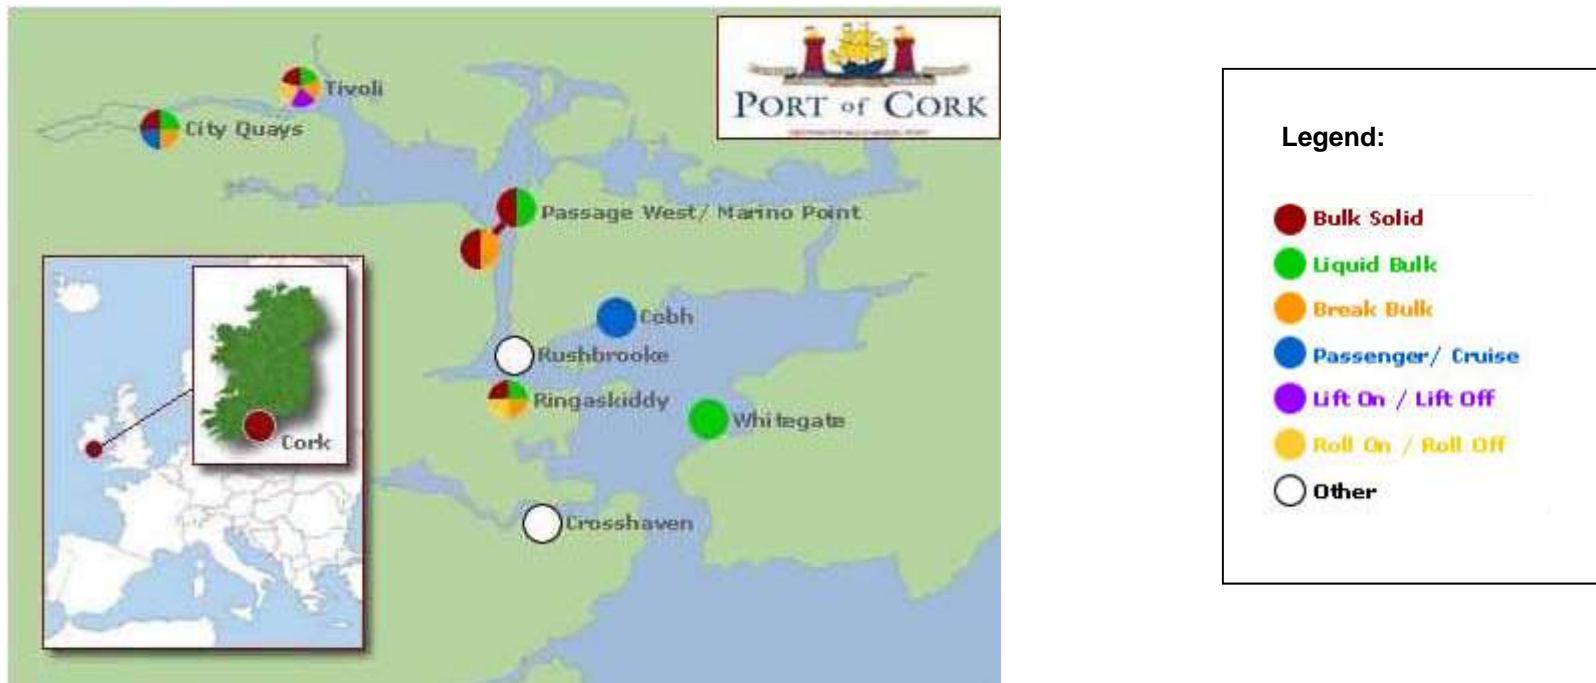 Tivoli
City Quays
PORT OF CORK
Passage West/ Marino Point
Cobh
Rushbrooke
Ringaskiddy
Whitegate
Crosshaven
Cork
Legend:
Bulk Solid
Liquid Bulk
Break Bulk
Passenger/ Cruise
Lift On / Lift Off
Roll On / Roll Off
Other